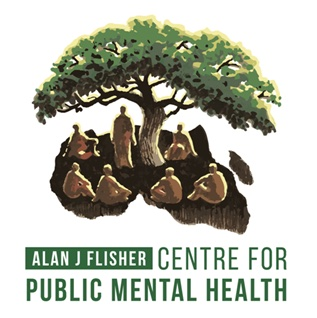 ALAN J FLISHER CENTRE FOR
PUBLIC MENTAL HEALTH